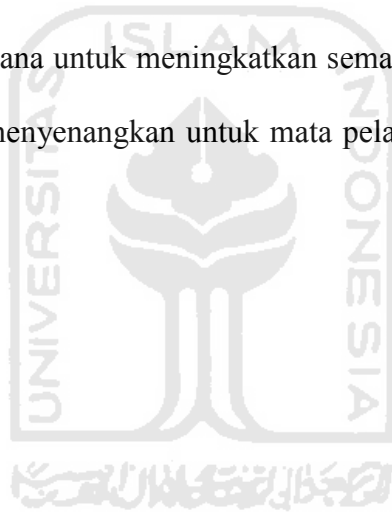 ISLAM
ana untuk meningkatkan sema
menyenangkan untuk mata pela
UNIVERSITAS
INDONESIA